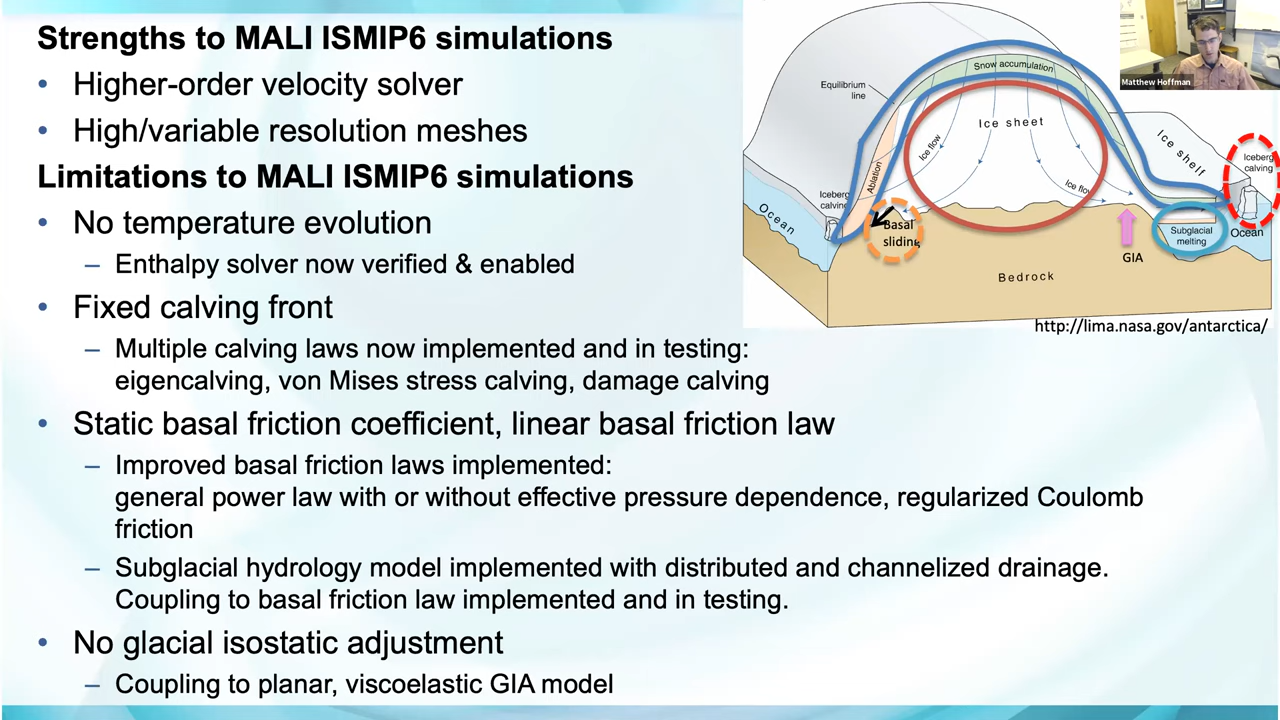 Strengths to MALI ISMIP6 simulations
• Higher-order velocity solver
• High/variable resolution meshes
Limitations to MALI ISMIP6 simulations
• No temperature evolution
– Enthalpy solver now verified & enabled
• Fixed calving front
– Multiple calving laws now implemented and in testing:
eigencalving, von Mises stress calving, damage calving
• Static basal friction coefficient, linear basal friction law
– Improved basal friction laws implemented:
general power law with or without effective pressure dependence, regularized Coulomb
friction
– Subglacial hydrology model implemented with distributed and channelized drainage.
Coupling to basal friction law implemented and in testing.
• No glacial isostatic adjustment
– Coupling to planar, viscoelastic GIA model
Snow accumulation
Equilibrium
line
Ice sheet
Ice flow
Ablation
Ice flow
Ice shelf
Iceberg
calving
Iceberg
calving
Ocean
Basal
sliding
Subglacial
melting
Ocean
GIA
Bedrock
http://lima.nasa.gov/antarctica/
Matthew Hoffman